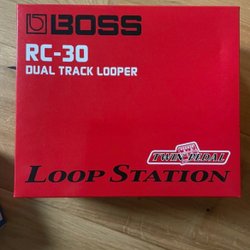 BOSS
RC-30
DUAL TRACK LOOPER
TWIN PEDAL
LOOP STATION